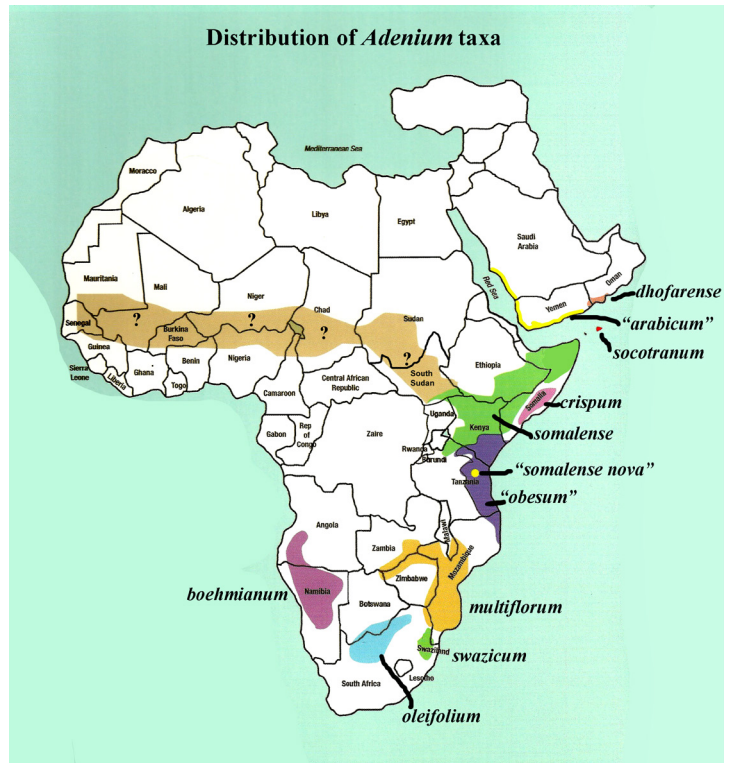 Distribution of Adenium taxa
Mediterranean Sea
Morocco
Algeria
Libya
Egypt
Saudi
Arabia
Red Sea
Oman
Yemen
dhofarense
"arabicum"
socotranum
Mauritania
Mali
Niger
Chad
Sudan
?
?
?
?
Senegal
Burkina
Faso
Guinea
Sierra
Leone
Liberia
Ghana
Togo
Benin
Nigeria
Camaroon
Central African
Republic
South
Sudan
Ethiopia
Somalia
crispum
somalense
Uganda
Kenya
Gabon
Rep
of
Congo
Zaire
Rwanda
Burundi
Tanzania
"somalense nova"
"obesum"
Angola
Zambia
Malawi
Mozambique
Zimbabwe
Namibia
Botswana
boehmianum
multiflorum
Swaziland
swazicum
Lesotho
South Africa
oleifolium